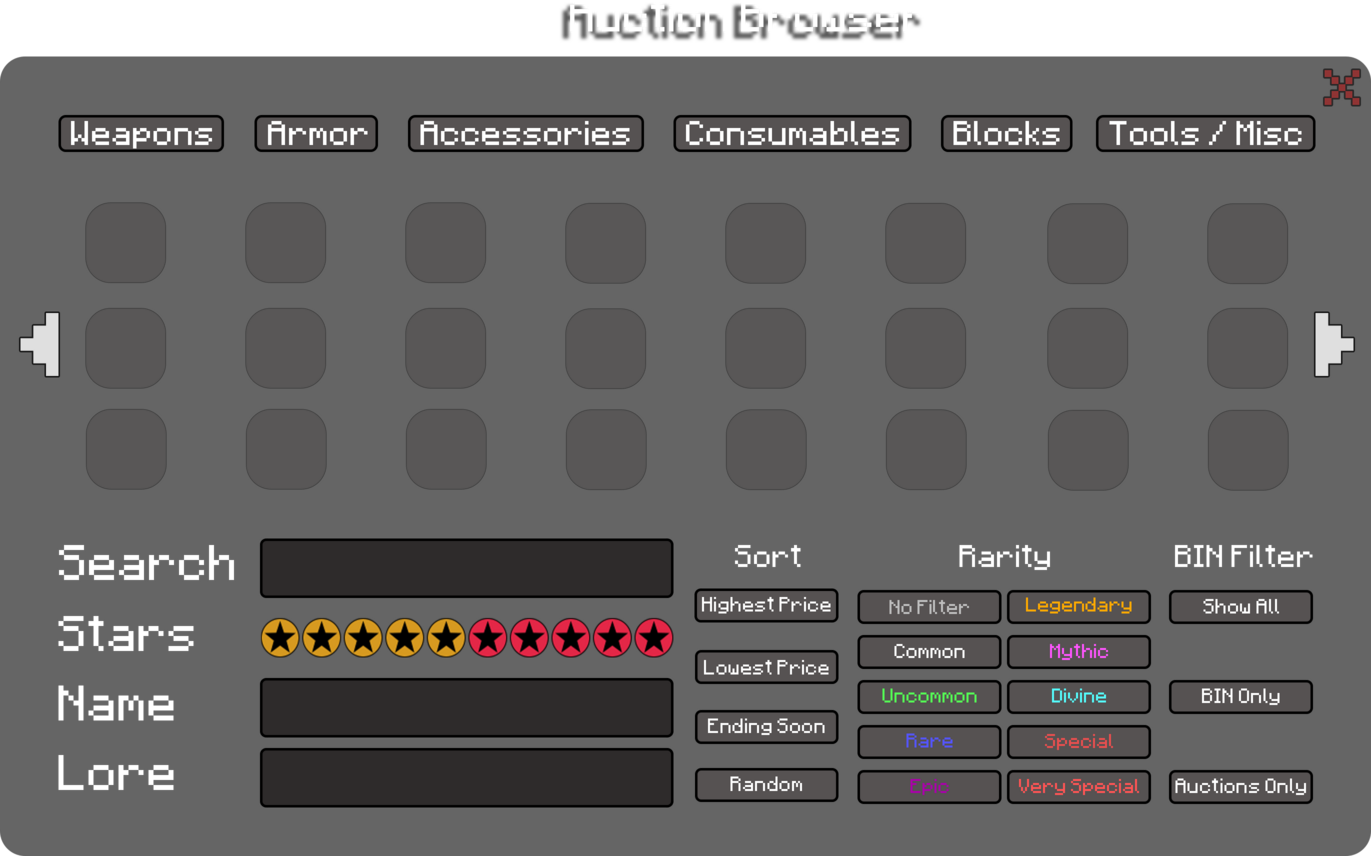 Auction Browser
Weapons Armor Accessories Consumables Blocks Tools / Misc
Search
Stars
Name
Lore
Sort
Highest Price
Lowest Price
Ending Soon
Random
Rarity
No Filter Legendary
Common Mythic
Uncommon Divine
Rare Special
Epic Very Special
BIN Filter
Show All
BIN Only
Auctions Only